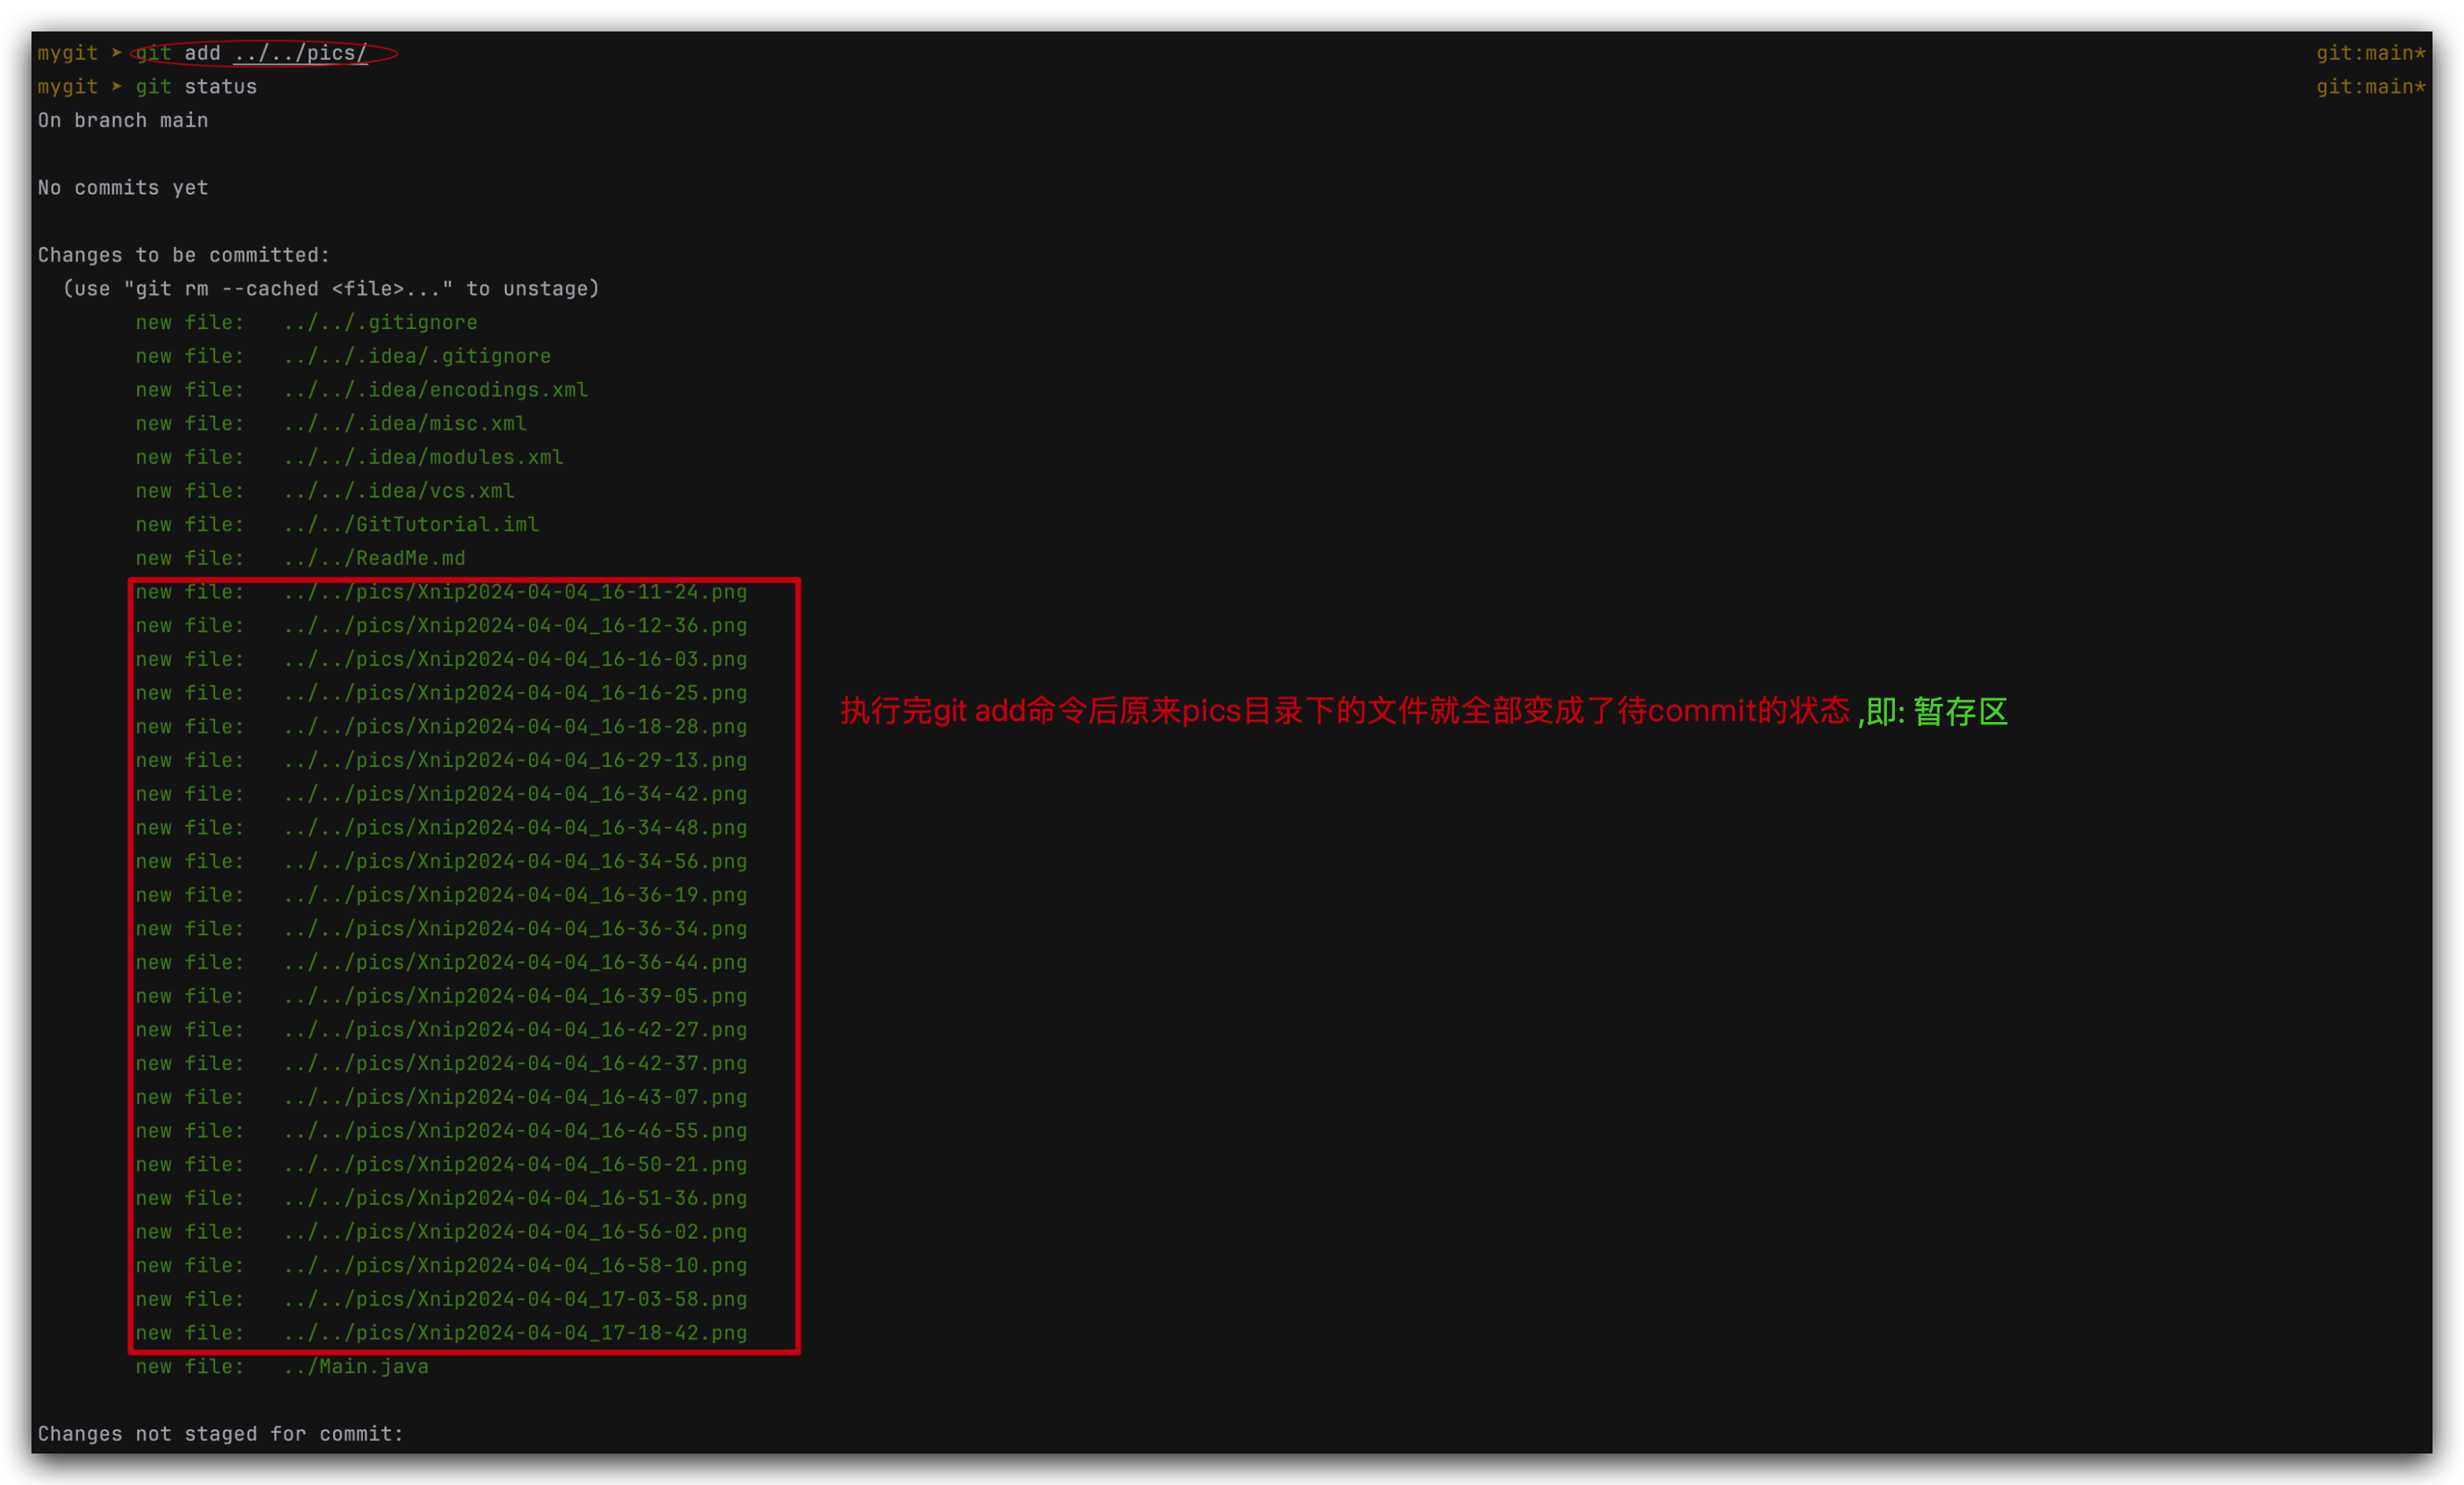 mygit ➤ git add ../../pics/ git:main*
mygit ➤ git status git:main*
On branch main
No commits yet
Changes to be committed:
(use "git rm --cached <file>..." to unstage)
new file: ../../.gitignore
new file: ../../.idea/.gitignore
new file: ../../.idea/encodings.xml
new file: ../../.idea/misc.xml
new file: ../../.idea/modules.xml
new file: ../../.idea/vcs.xml
new file: ../../GitTutorial.iml
new file: ../../ReadMe.md
new file: ../../pics/Xnip2024-04-04_16-11-24.png
new file: ../../pics/Xnip2024-04-04_16-12-36.png
new file: ../../pics/Xnip2024-04-04_16-16-03.png
new file: ../../pics/Xnip2024-04-04_16-16-25.png
执行完git add命令后原来pics目录下的文件就全部变成了待commit的状态 ,即: 暂存区
new file: ../../pics/Xnip2024-04-04_16-18-28.png
new file: ../../pics/Xnip2024-04-04_16-29-13.png
new file: ../../pics/Xnip2024-04-04_16-34-42.png
new file: ../../pics/Xnip2024-04-04_16-34-48.png
new file: ../../pics/Xnip2024-04-04_16-34-56.png
new file: ../../pics/Xnip2024-04-04_16-36-19.png
new file: ../../pics/Xnip2024-04-04_16-36-34.png
new file: ../../pics/Xnip2024-04-04_16-36-44.png
new file: ../../pics/Xnip2024-04-04_16-39-05.png
new file: ../../pics/Xnip2024-04-04_16-42-27.png
new file: ../../pics/Xnip2024-04-04_16-42-37.png
new file: ../../pics/Xnip2024-04-04_16-43-07.png
new file: ../../pics/Xnip2024-04-04_16-46-55.png
new file: ../../pics/Xnip2024-04-04_16-50-21.png
new file: ../../pics/Xnip2024-04-04_16-51-36.png
new file: ../../pics/Xnip2024-04-04_16-56-02.png
new file: ../../pics/Xnip2024-04-04_16-58-10.png
new file: ../../pics/Xnip2024-04-04_17-03-58.png
new file: ../../pics/Xnip2024-04-04_17-18-42.png
new file: ../Main.java
Changes not staged for commit: